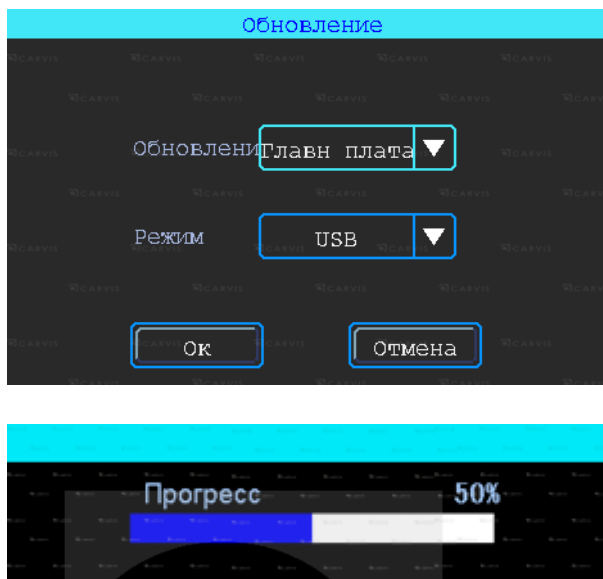 Обновление
Обновлени Главн плата
Режим USB
Ок Отмена
Прогресс 50%